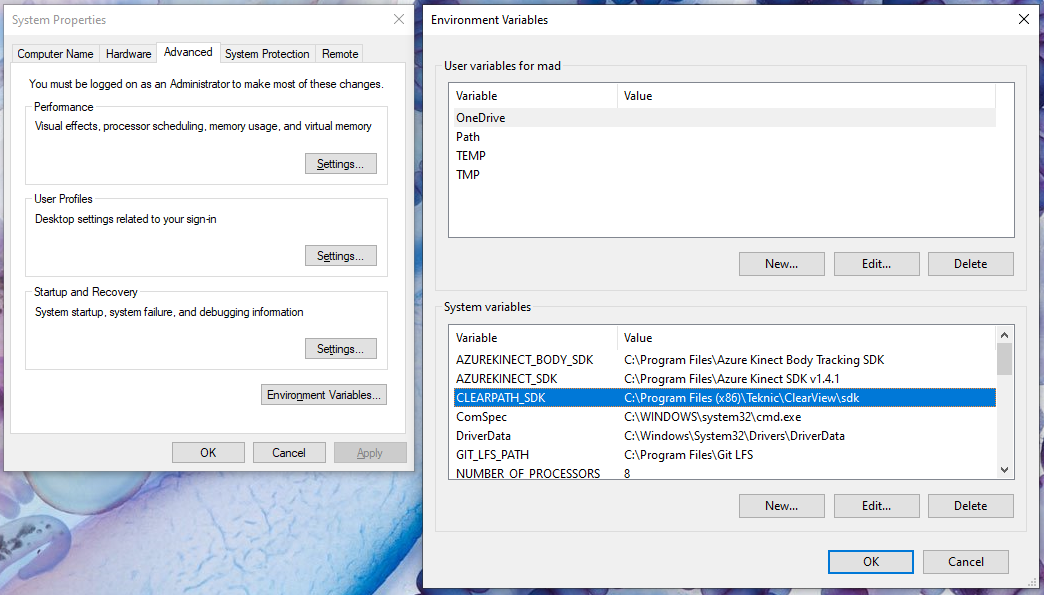 System Properties
Computer Name Hardware Advanced System Protection Remote
You must be logged on as an Administrator to make most of these changes.
Performance
Visual effects, processor scheduling, memory usage, and virtual memory
Settings...
User Profiles
Desktop settings related to your sign-in
Settings...
Startup and Recovery
System startup, system failure, and debugging information
Settings...
Environment Variables...
OK Cancel Apply
Environment Variables
User variables for mad
Variable Value
OneDrive
Path
TEMP
TMP
New... Edit... Delete
System variables
Variable Value
AZUREKINECT_BODY_SDK C:\Program Files\Azure Kinect Body Tracking SDK
AZUREKINECT_SDK C:\Program Files\Azure Kinect SDK v1.4.1
CLEARPATH_SDK C:\Program Files (x86)\Teknic\ClearView\sdk
ComSpec C:\WINDOWS\system32\cmd.exe
DriverData C:\Windows\System32\Drivers\DriverData
GIT_LFS_PATH C:\Program Files\Git LFS
NUMBER_OF_PROCESSORS 8
New... Edit... Delete
OK Cancel